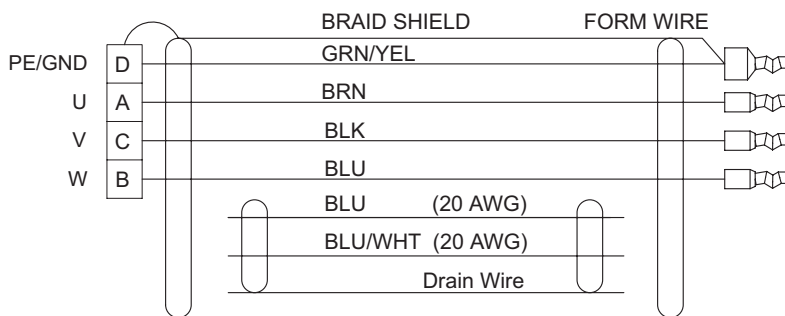 BRAID SHIELD FORM WIRE
PE/GND D GRN/YEL
U A BRN
V C BLK
W B BLU
BLU (20 AWG)
BLU/WHT (20 AWG)
Drain Wire